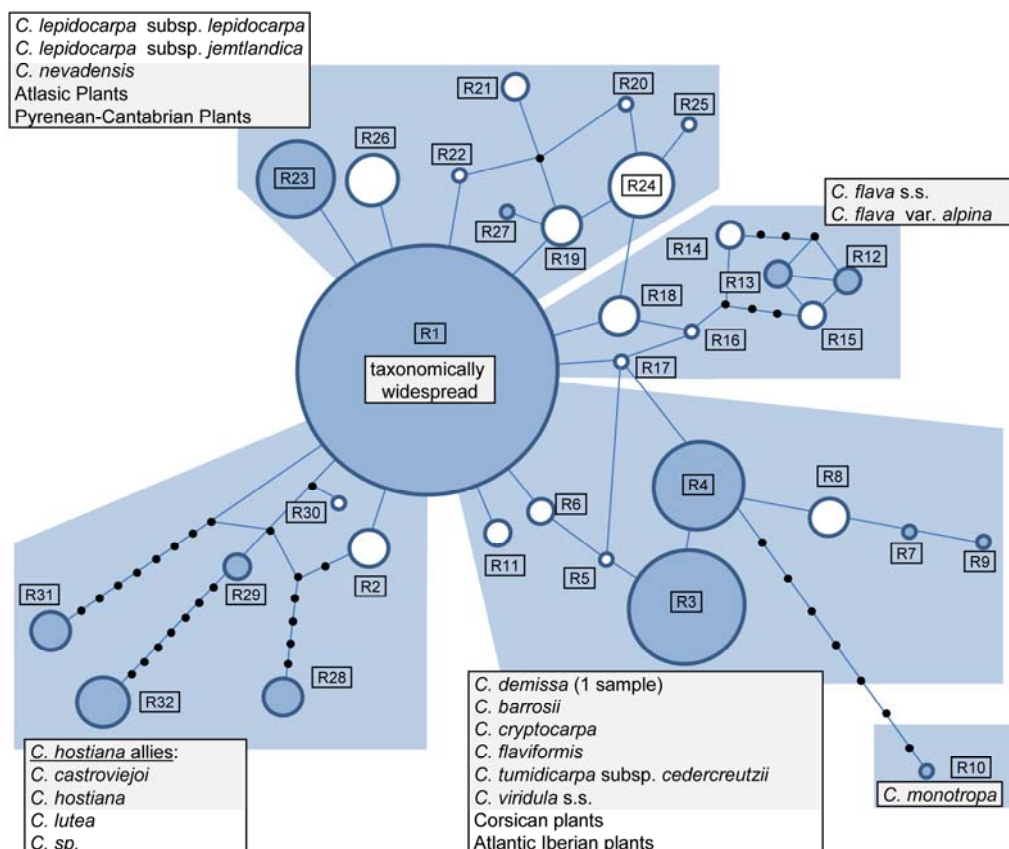 C. lepidocarpa subsp. lepidocarpa
C. lepidocarpa subsp. jemtlandica
C. nevadensis
Atlasic Plants
Pyrenean-Cantabrian Plants
R21
R20
R25
R26
R22
R23
R24
R27
R19
C. flava s.s.
C. flava var. alpina
R14
R12
R13
R18
R16
R15
R1
taxonomically
widespread
R17
R4
R8
R6
R30
R11
R5
R7
R9
R2
R29
R31
R3
R28
R32
C. hostiana allies:
C. castroviejoi
C. hostiana
C. lutea
C. sp.
C. demissa (1 sample)
C. barrosii
C. cryptocarpa
C. flaviformis
C. tumidicarpa subsp. cedercreutzii
C. viridula s.s.
Corsican plants
Atlantic Iberian plants
R10
C. monotropa